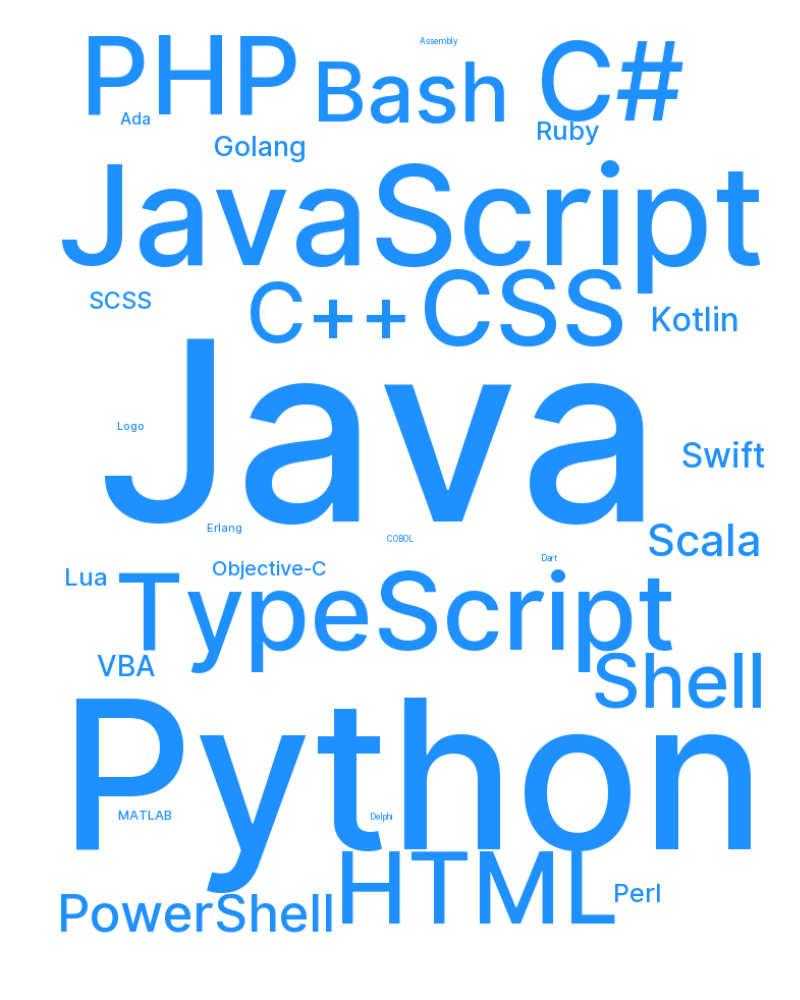 Assembly
PHP
Bash
C#
Ada
Ruby
Golang
JavaScript
SCSS
C++
CSS
Kotlin
Java
Logo
Swift
Erlang
COBOL
Scala
Dart
Lua
Objective-C
TypeScript
VBA
Shell
Python
MATLAB
Delphi
HTML
Perl
PowerShell